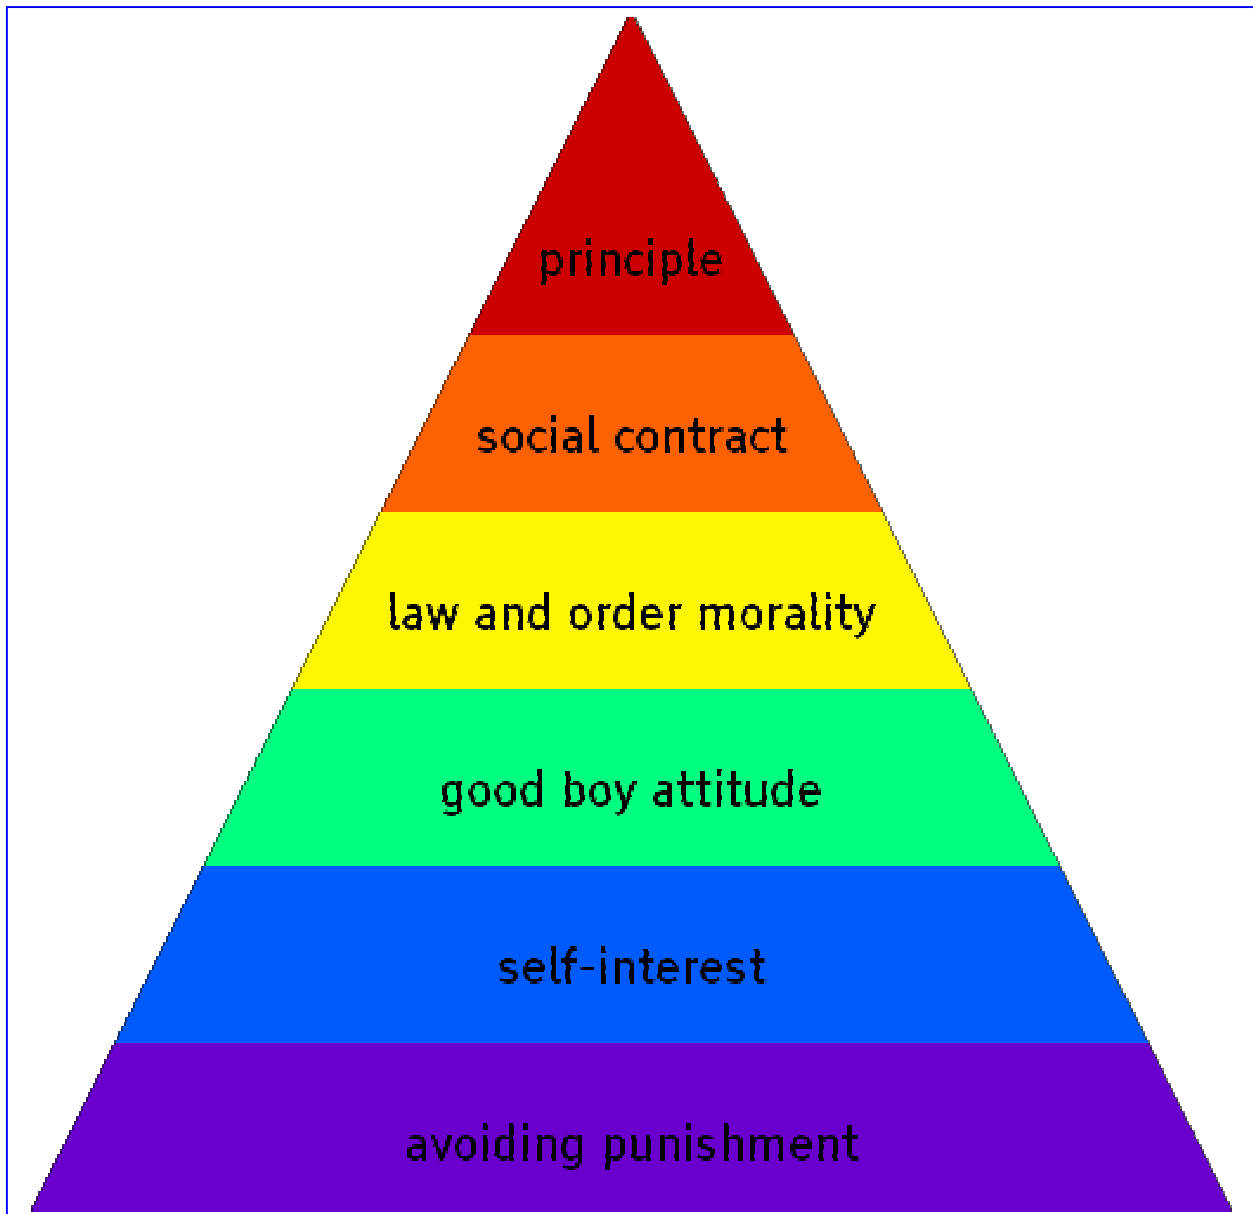 principle
social contract
law and order morality
good boy attitude
self-interest
avoiding punishment